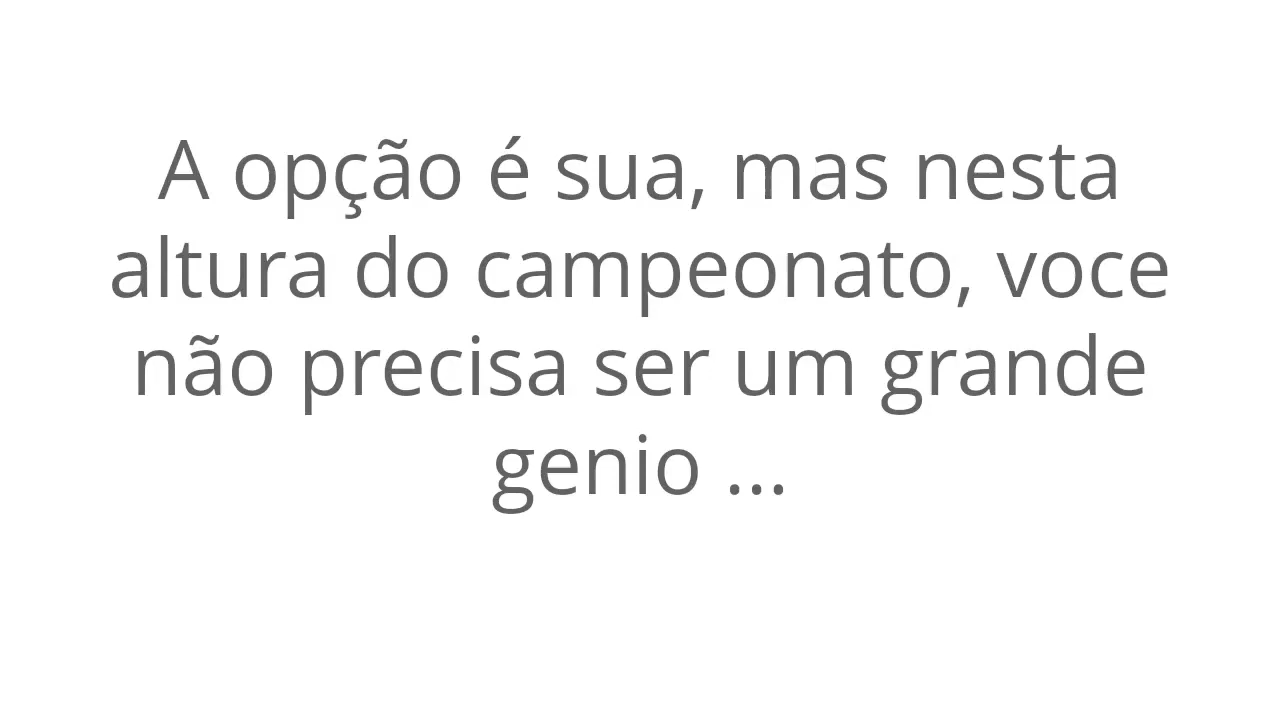 A opção é sua, mas nesta
altura do campeonato, voce
não precisa ser um grande
genio ...